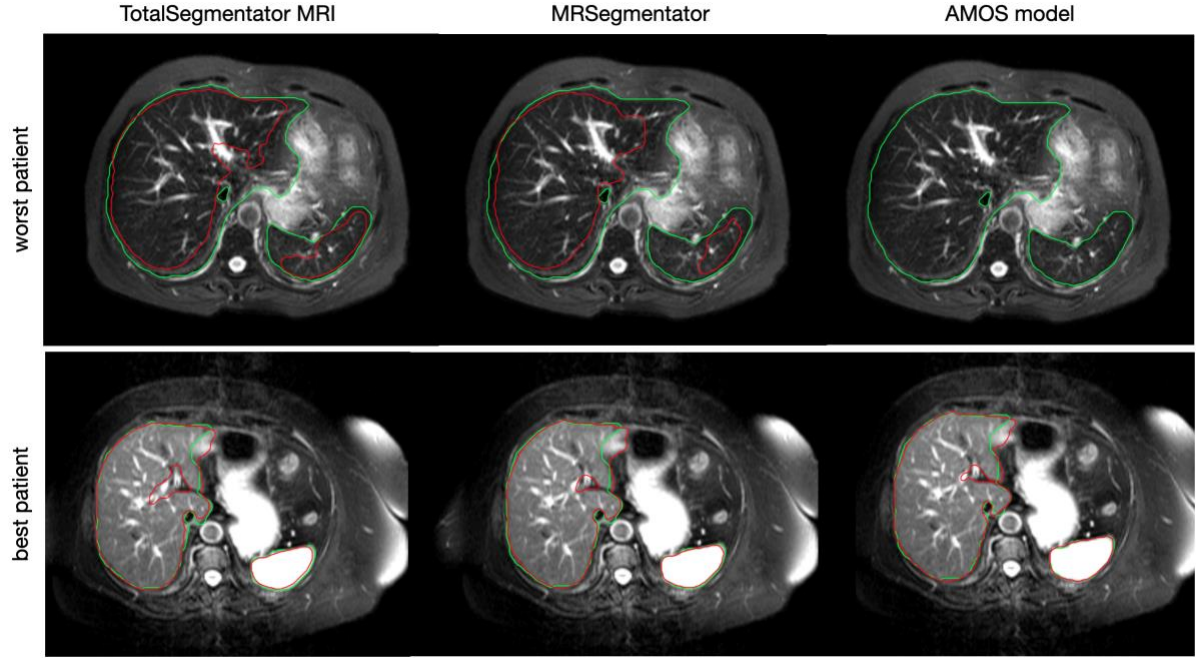 TotalSegmentator MRI
MRSegmentator
AMOS model
worst patient
best patient